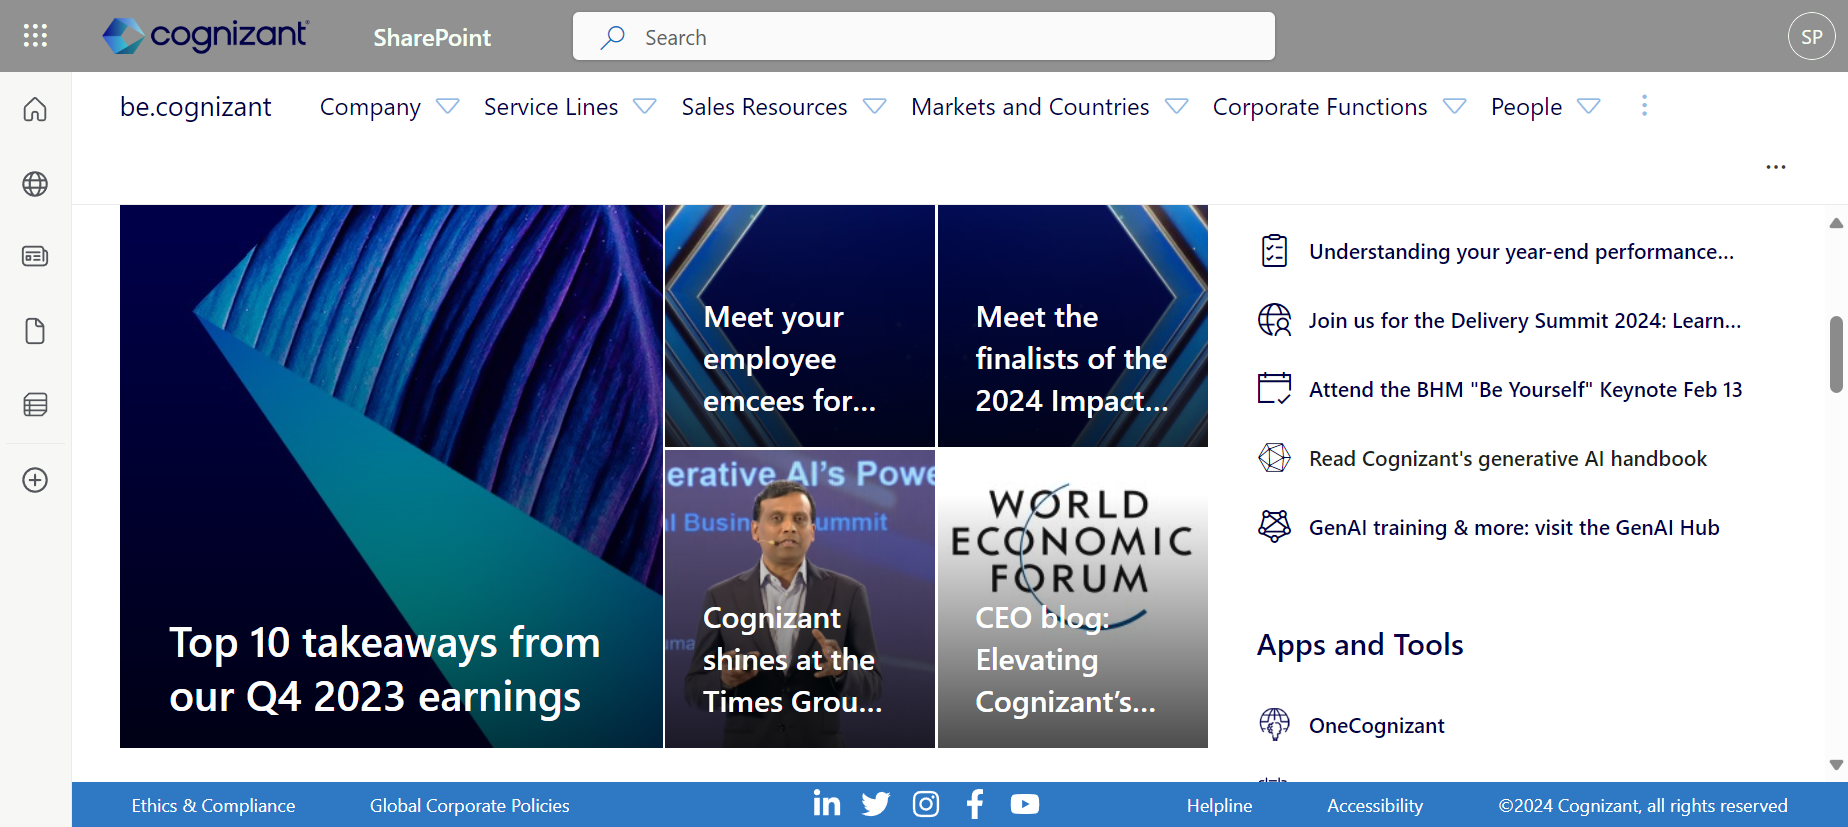 cognizant
SharePoint
Search
SP
be.cognizant
Company
Service Lines
Sales Resources
Markets and Countries
Corporate Functions
People
Top 10 takeaways from
our Q4 2023 earnings
Meet your
employee
emcees for...
Meet the
finalists of the
2024 Impact...
erative AI's Powe
l Business Summit
Cognizant
shines at the
Times Grou...
WORLD
ECONOMIC
FORUM
CEO blog:
Elevating
Cognizant's...
Understanding your year-end performance...
Join us for the Delivery Summit 2024: Learn...
Attend the BHM "Be Yourself" Keynote Feb 13
Read Cognizant's generative AI handbook
GenAI training & more: visit the GenAI Hub
Apps and Tools
OneCognizant
Ethics & Compliance
Global Corporate Policies
Helpline
Accessibility
©2024 Cognizant, all rights reserved